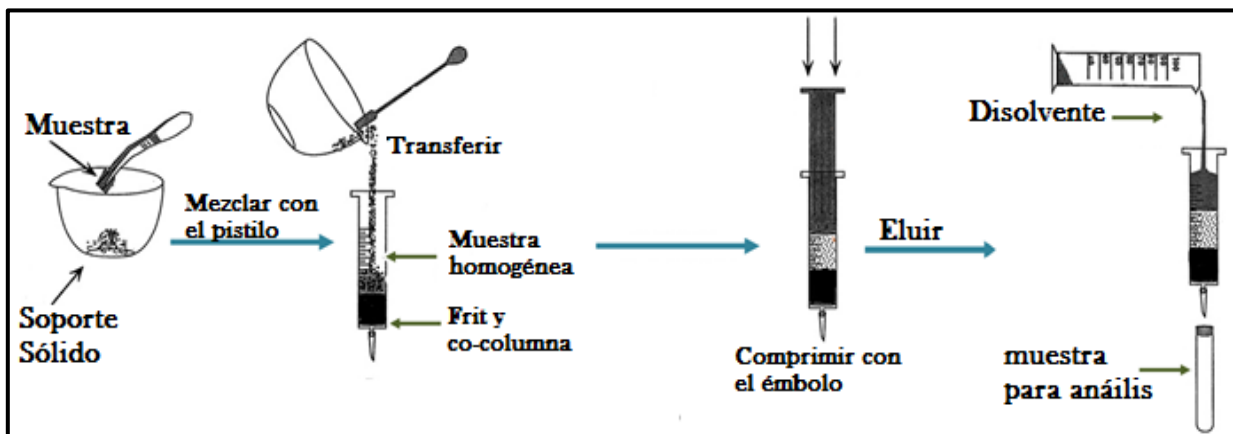 Muestra
Soporte
Sólido
Mezclar con
el pistilo
Transferir
Muestra
homogénea
Frit y
co-columna
Comprimir con
el émbolo
Eluir
Disolvente
muestra
para anáilis